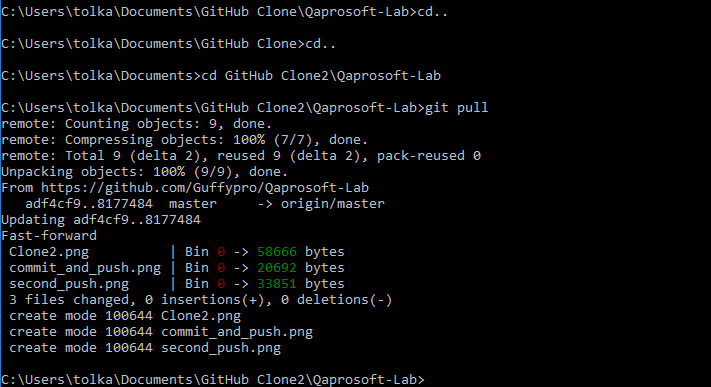 C:\Users\tolka\Documents\GitHub Clone\Qaprosoft-Lab>cd..
C:\Users\tolka\Documents\GitHub Clone>cd..
C:\Users\tolka\Documents>cd GitHub Clone2\Qaprosoft-Lab
C:\Users\tolka\Documents\GitHub Clone2\Qaprosoft-Lab>git pull
remote: Counting objects: 9, done.
remote: Compressing objects: 100% (7/7), done.
remote: Total 9 (delta 2), reused 9 (delta 2), pack-reused 0
Unpacking objects: 100% (9/9), done.
From https://github.com/Guffypro/Qaprosoft-Lab
   adf4cf9..8177484  master     -> origin/master
Updating adf4cf9..8177484
Fast-forward
 Clone2.png          | Bin 0 -> 58666 bytes
 commit_and_push.png | Bin 0 -> 20692 bytes
 second_push.png     | Bin 0 -> 33851 bytes
 3 files changed, 0 insertions(+), 0 deletions(-)
 create mode 100644 Clone2.png
 create mode 100644 commit_and_push.png
 create mode 100644 second_push.png
C:\Users\tolka\Documents\GitHub Clone2\Qaprosoft-Lab>